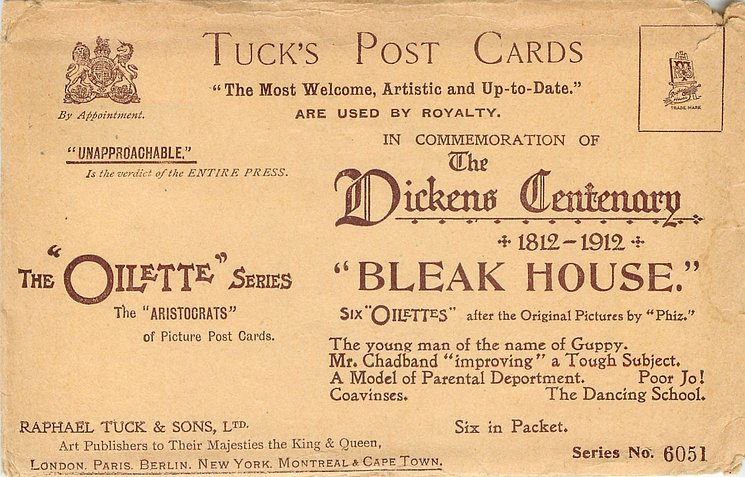 TUCK'S POST CARDS
"The Most Welcome, Artistic and Up-to-Date."
ARE USED BY ROYALTY.
By Appointment.
TRADE MARK
"UNAPPROACHABLE."
Is the verdict of the ENTIRE PRESS.
IN COMMEMORATION OF
The
Dickens Centenary
1812-1912
THE "OILETTE" SERIES
The "ARISTOCRATS"
of Picture Post Cards.
"BLEAK HOUSE."
SIX "OILETTES" after the Original Pictures by "Phiz."
The young man of the name of Guppy.
Mr. Chadband "improving" a Tough Subject.
A Model of Parental Deportment. Poor Jo!
Coavinses. The Dancing School.
RAPHAEL TUCK & SONS, LTD.
Art Publishers to Their Majesties the King & Queen,
LONDON, PARIS, BERLIN, NEW YORK, MONTREAL & CAPE TOWN.
Six in Packet.
Series No. 6051